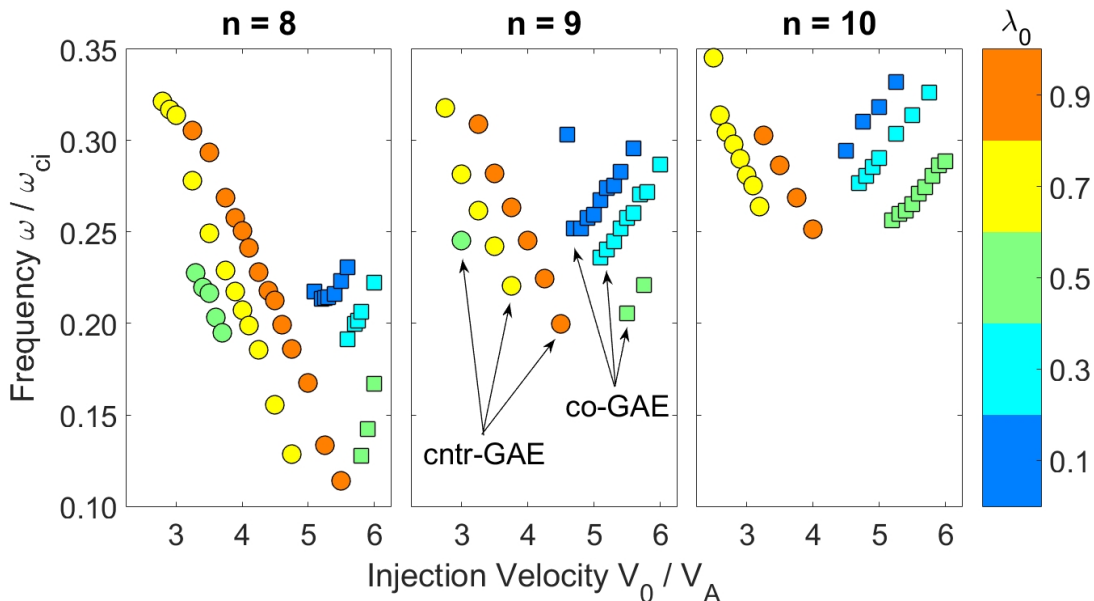 n = 8 n = 9 n = 10 λ₀
0.35
0.30
0.25
0.20
0.15
0.10
Frequency ω / ω_ci
cntr-GAE
co-GAE
0.9
0.7
0.5
0.3
0.1
3 4 5 6 3 4 5 6 3 4 5 6
Injection Velocity V₀ / V_A